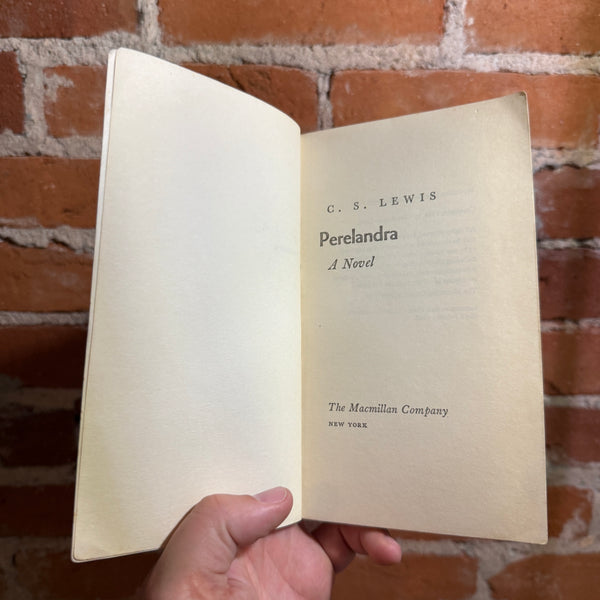 C. S. LEWIS
Perelandra
A Novel
The Macmillan Company
NEW YORK